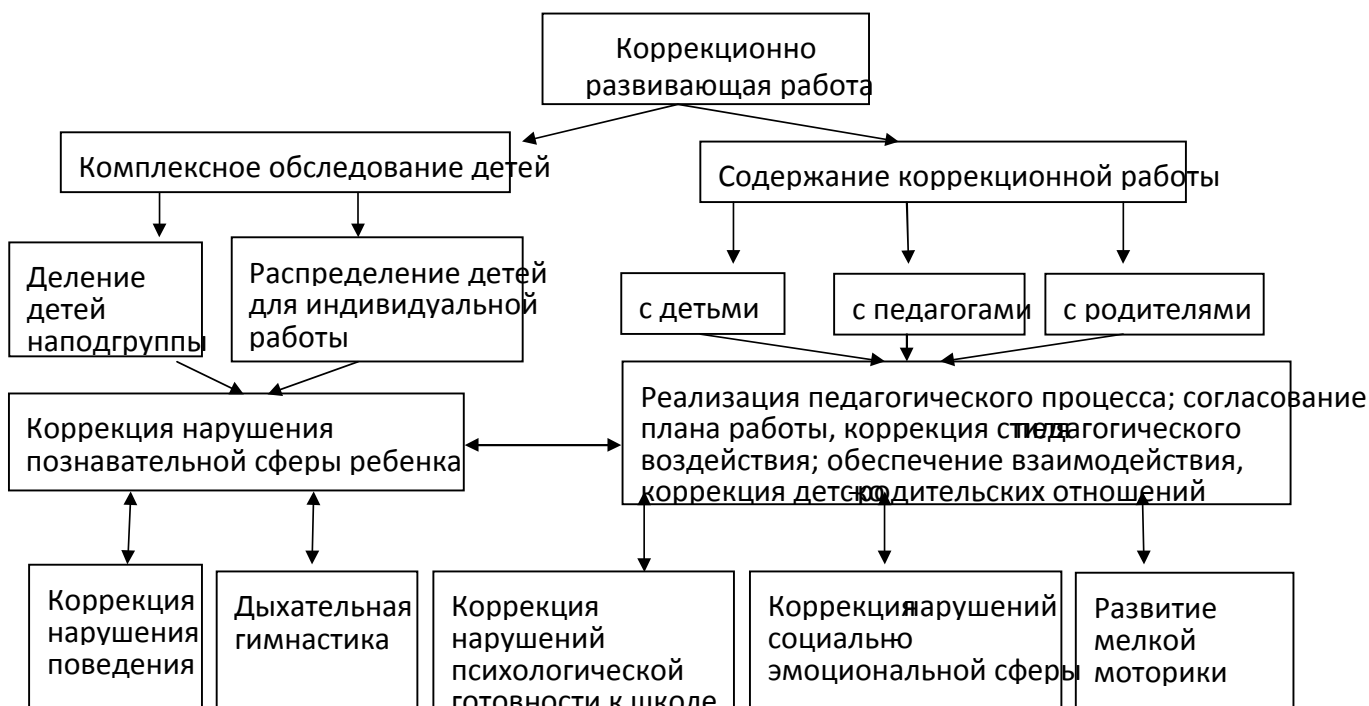 Коррекционно
развивающая работа
Комплексное обследование детей
Содержание коррекционной работы
Деление
детей
наподгруппы
Распределение детей
для индивидуальной
работы
с детьми
с педагогами
с родителями
Коррекция нарушения
познавательной сферы ребенка
Реализация педагогического процесса; согласование
плана работы, коррекция стиля педагогического
воздействия; обеспечение взаимодействия,
коррекция детско-родительских отношений
Коррекция
нарушения
поведения
Дыхательная
гимнастика
Коррекция
нарушений
психологической
готовности к школе
Коррекция нарушений
социально
эмоциональной сферы
Развитие
мелкой
моторики